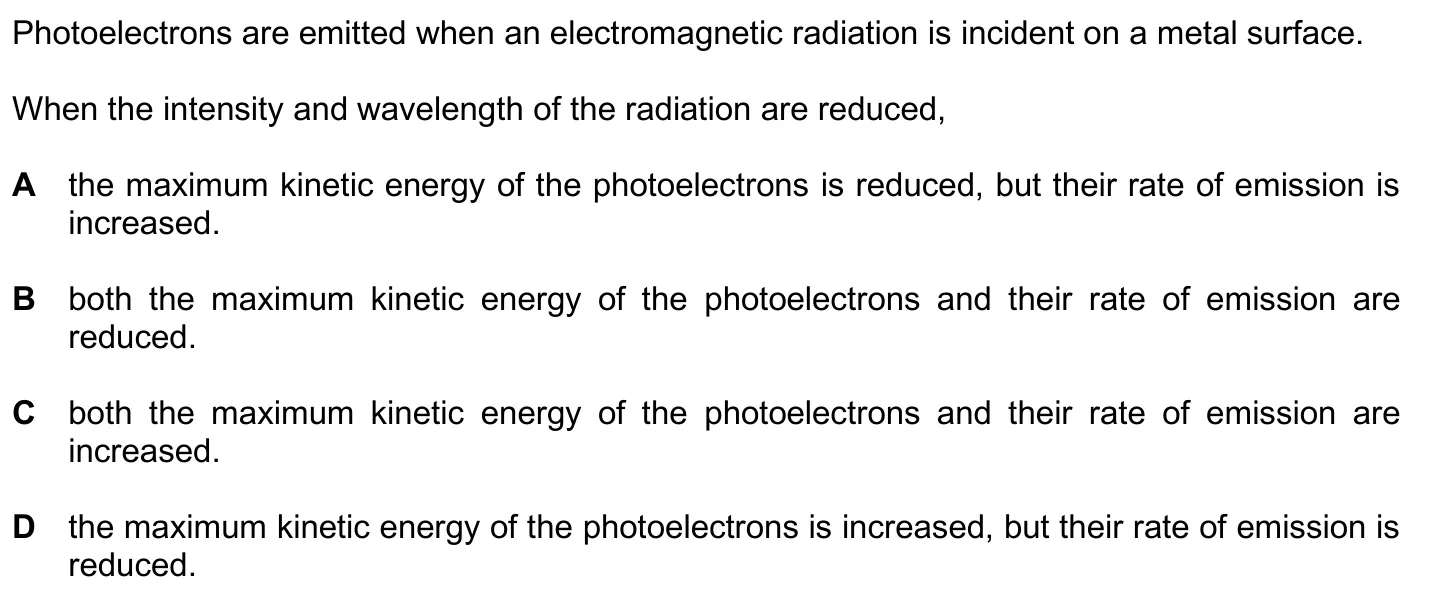 Photoelectrons are emitted when an electromagnetic radiation is incident on a metal surface.
When the intensity and wavelength of the radiation are reduced,
A the maximum kinetic energy of the photoelectrons is reduced, but their rate of emission is
increased.
B both the maximum kinetic energy of the photoelectrons and their rate of emission are
reduced.
C both the maximum kinetic energy of the photoelectrons and their rate of emission are
increased.
D the maximum kinetic energy of the photoelectrons is increased, but their rate of emission is
reduced.